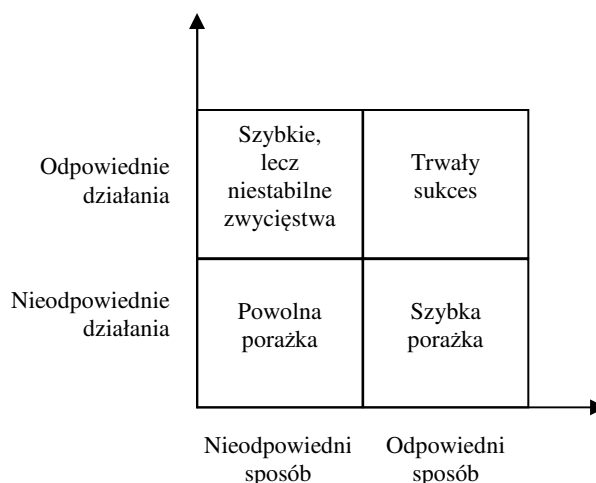 Odpowiednie
działania
Szybkie,
lecz
niestabilne
zwycięstwa
Trwały
sukces
Nieodpowiednie
działania
Powolna
porażka
Szybka
porażka
Nieodpowiedni
sposób
Odpowiedni
sposób